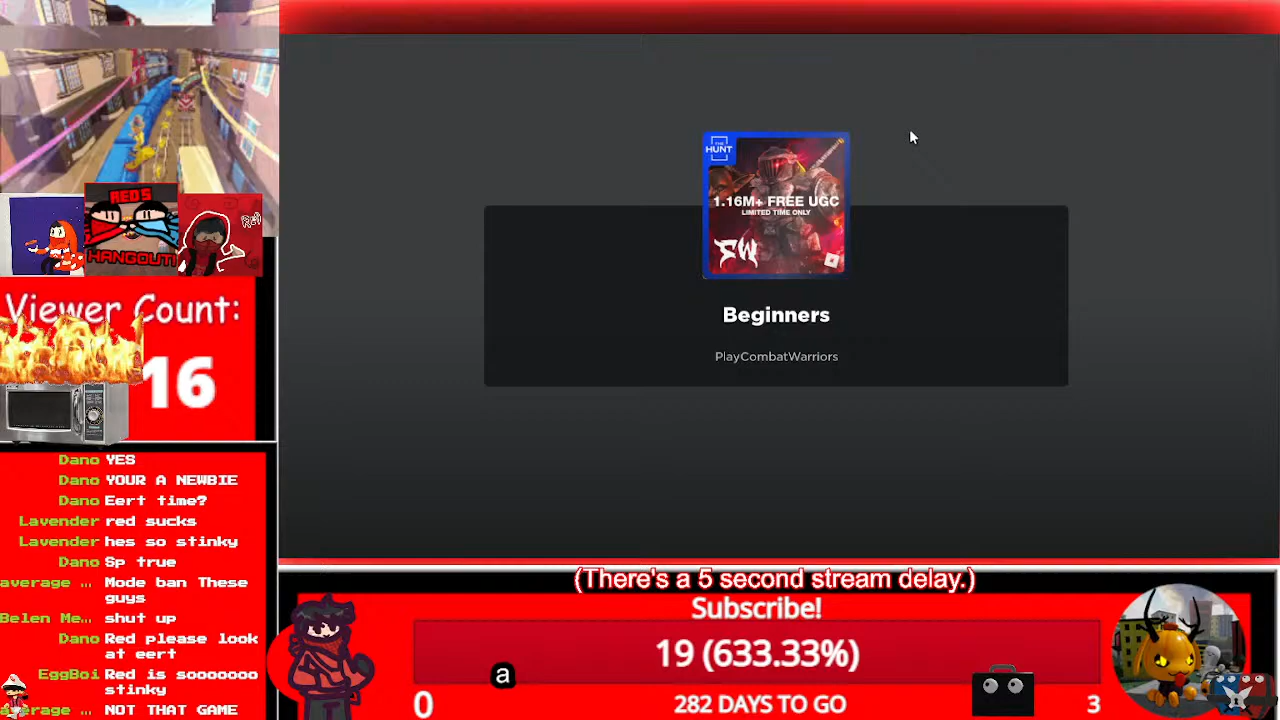 THE
HUNT
1.16M+ FREE UGC
LIMITED TIME ONLY
Beginners
PlayCombatWarriors
RED'S
HANGOUT!
Viewer Count:
16
Dano YES
Dano YOUR A NEWBIE
Dano Eert time?
Lavender red sucks
Lavender hes so stinky
Dano Sp true
average ... Mode ban These
guys
Belen Me… shut up
Dano Red please look
at eert
EggBoi Red is sooooooo
stinky
average ... NOT THAT GAME
(There's a 5 second stream delay.)
Subscribe!
19 (633.33%)
a
0
282 DAYS TO GO
3